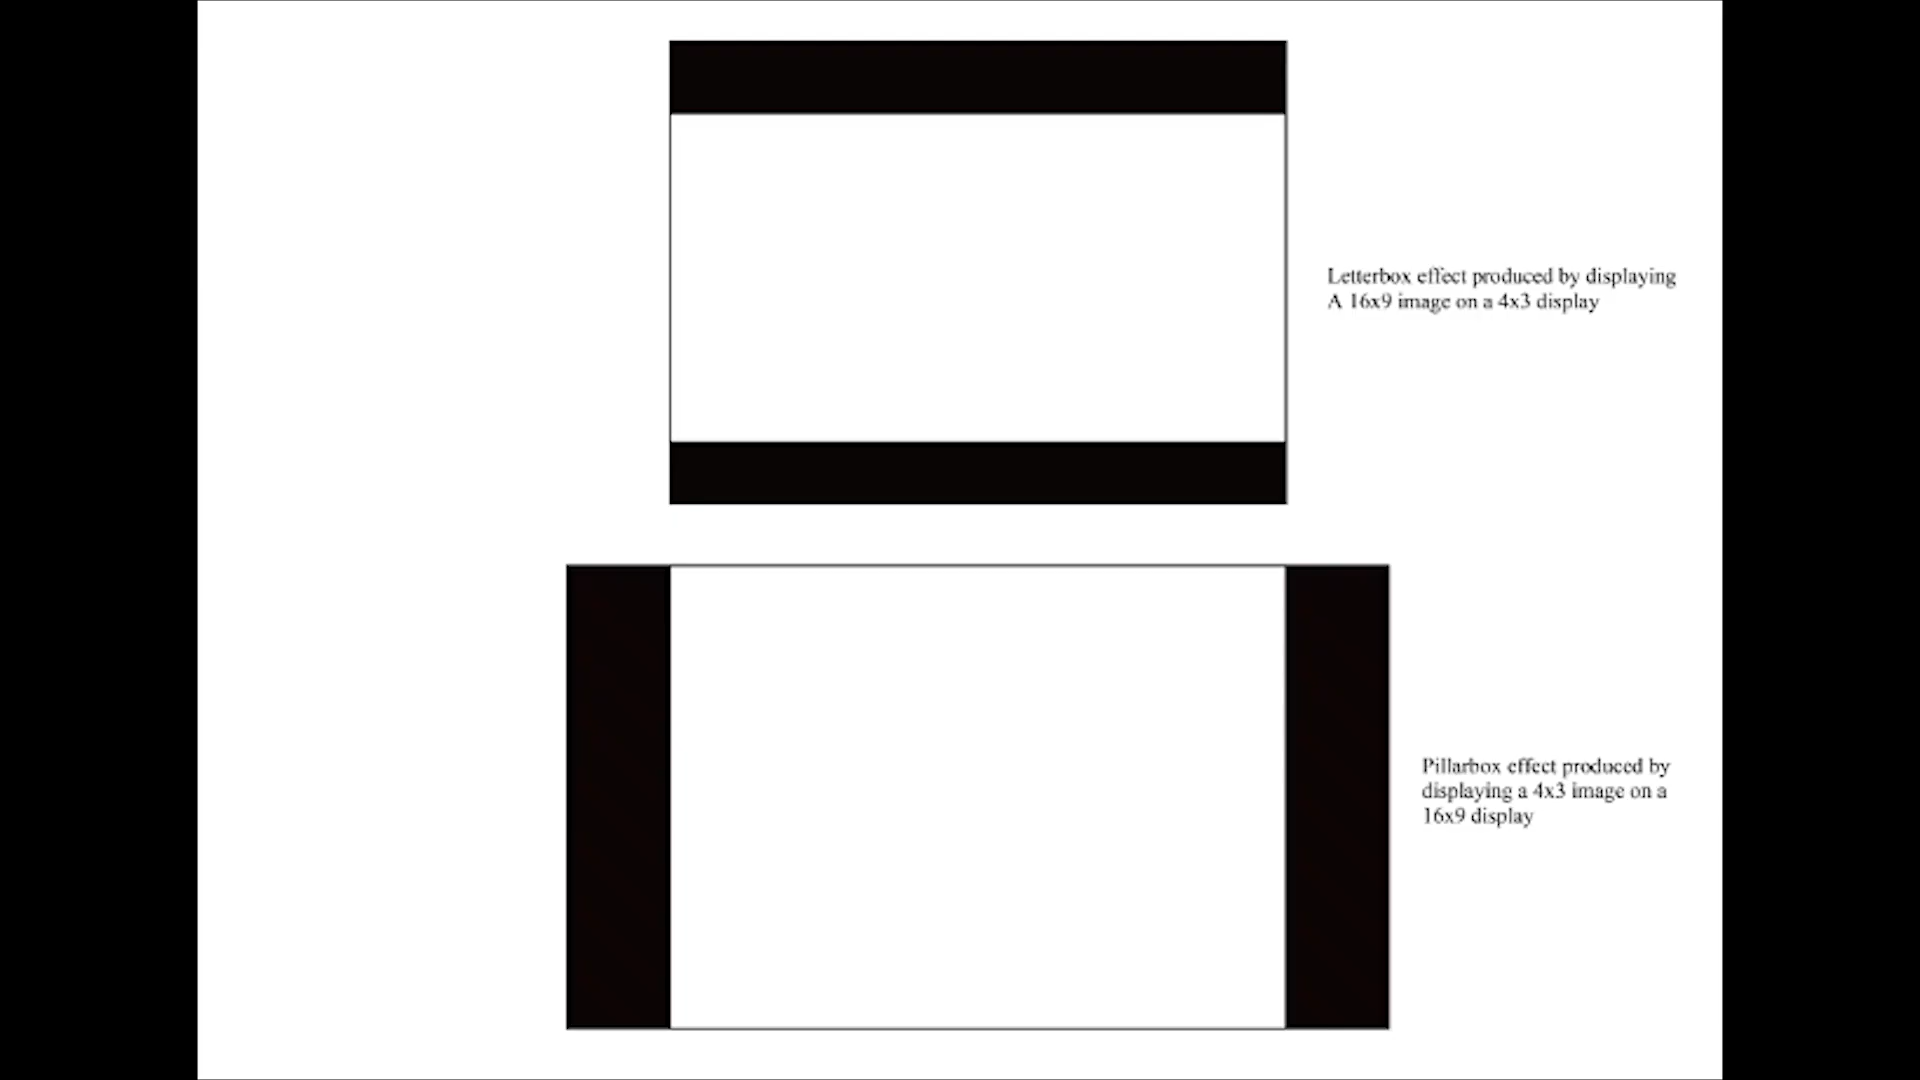 Letterbox effect produced by displaying
A 16x9 image on a 4x3 display
Pillarbox effect produced by
displaying a 4x3 image on a
16x9 display